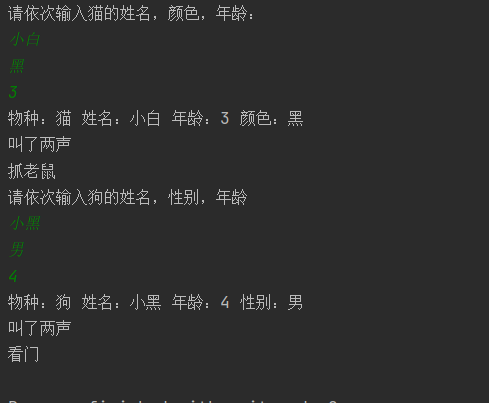 请依次输入猫的姓名，颜色，年龄：
小白
黑
3
物种：猫 姓名：小白 年龄：3 颜色：黑
叫了两声
抓老鼠
请依次输入狗的姓名，性别，年龄
小黑
男
4
物种：狗 姓名：小黑 年龄：4 性别：男
叫了两声
看门